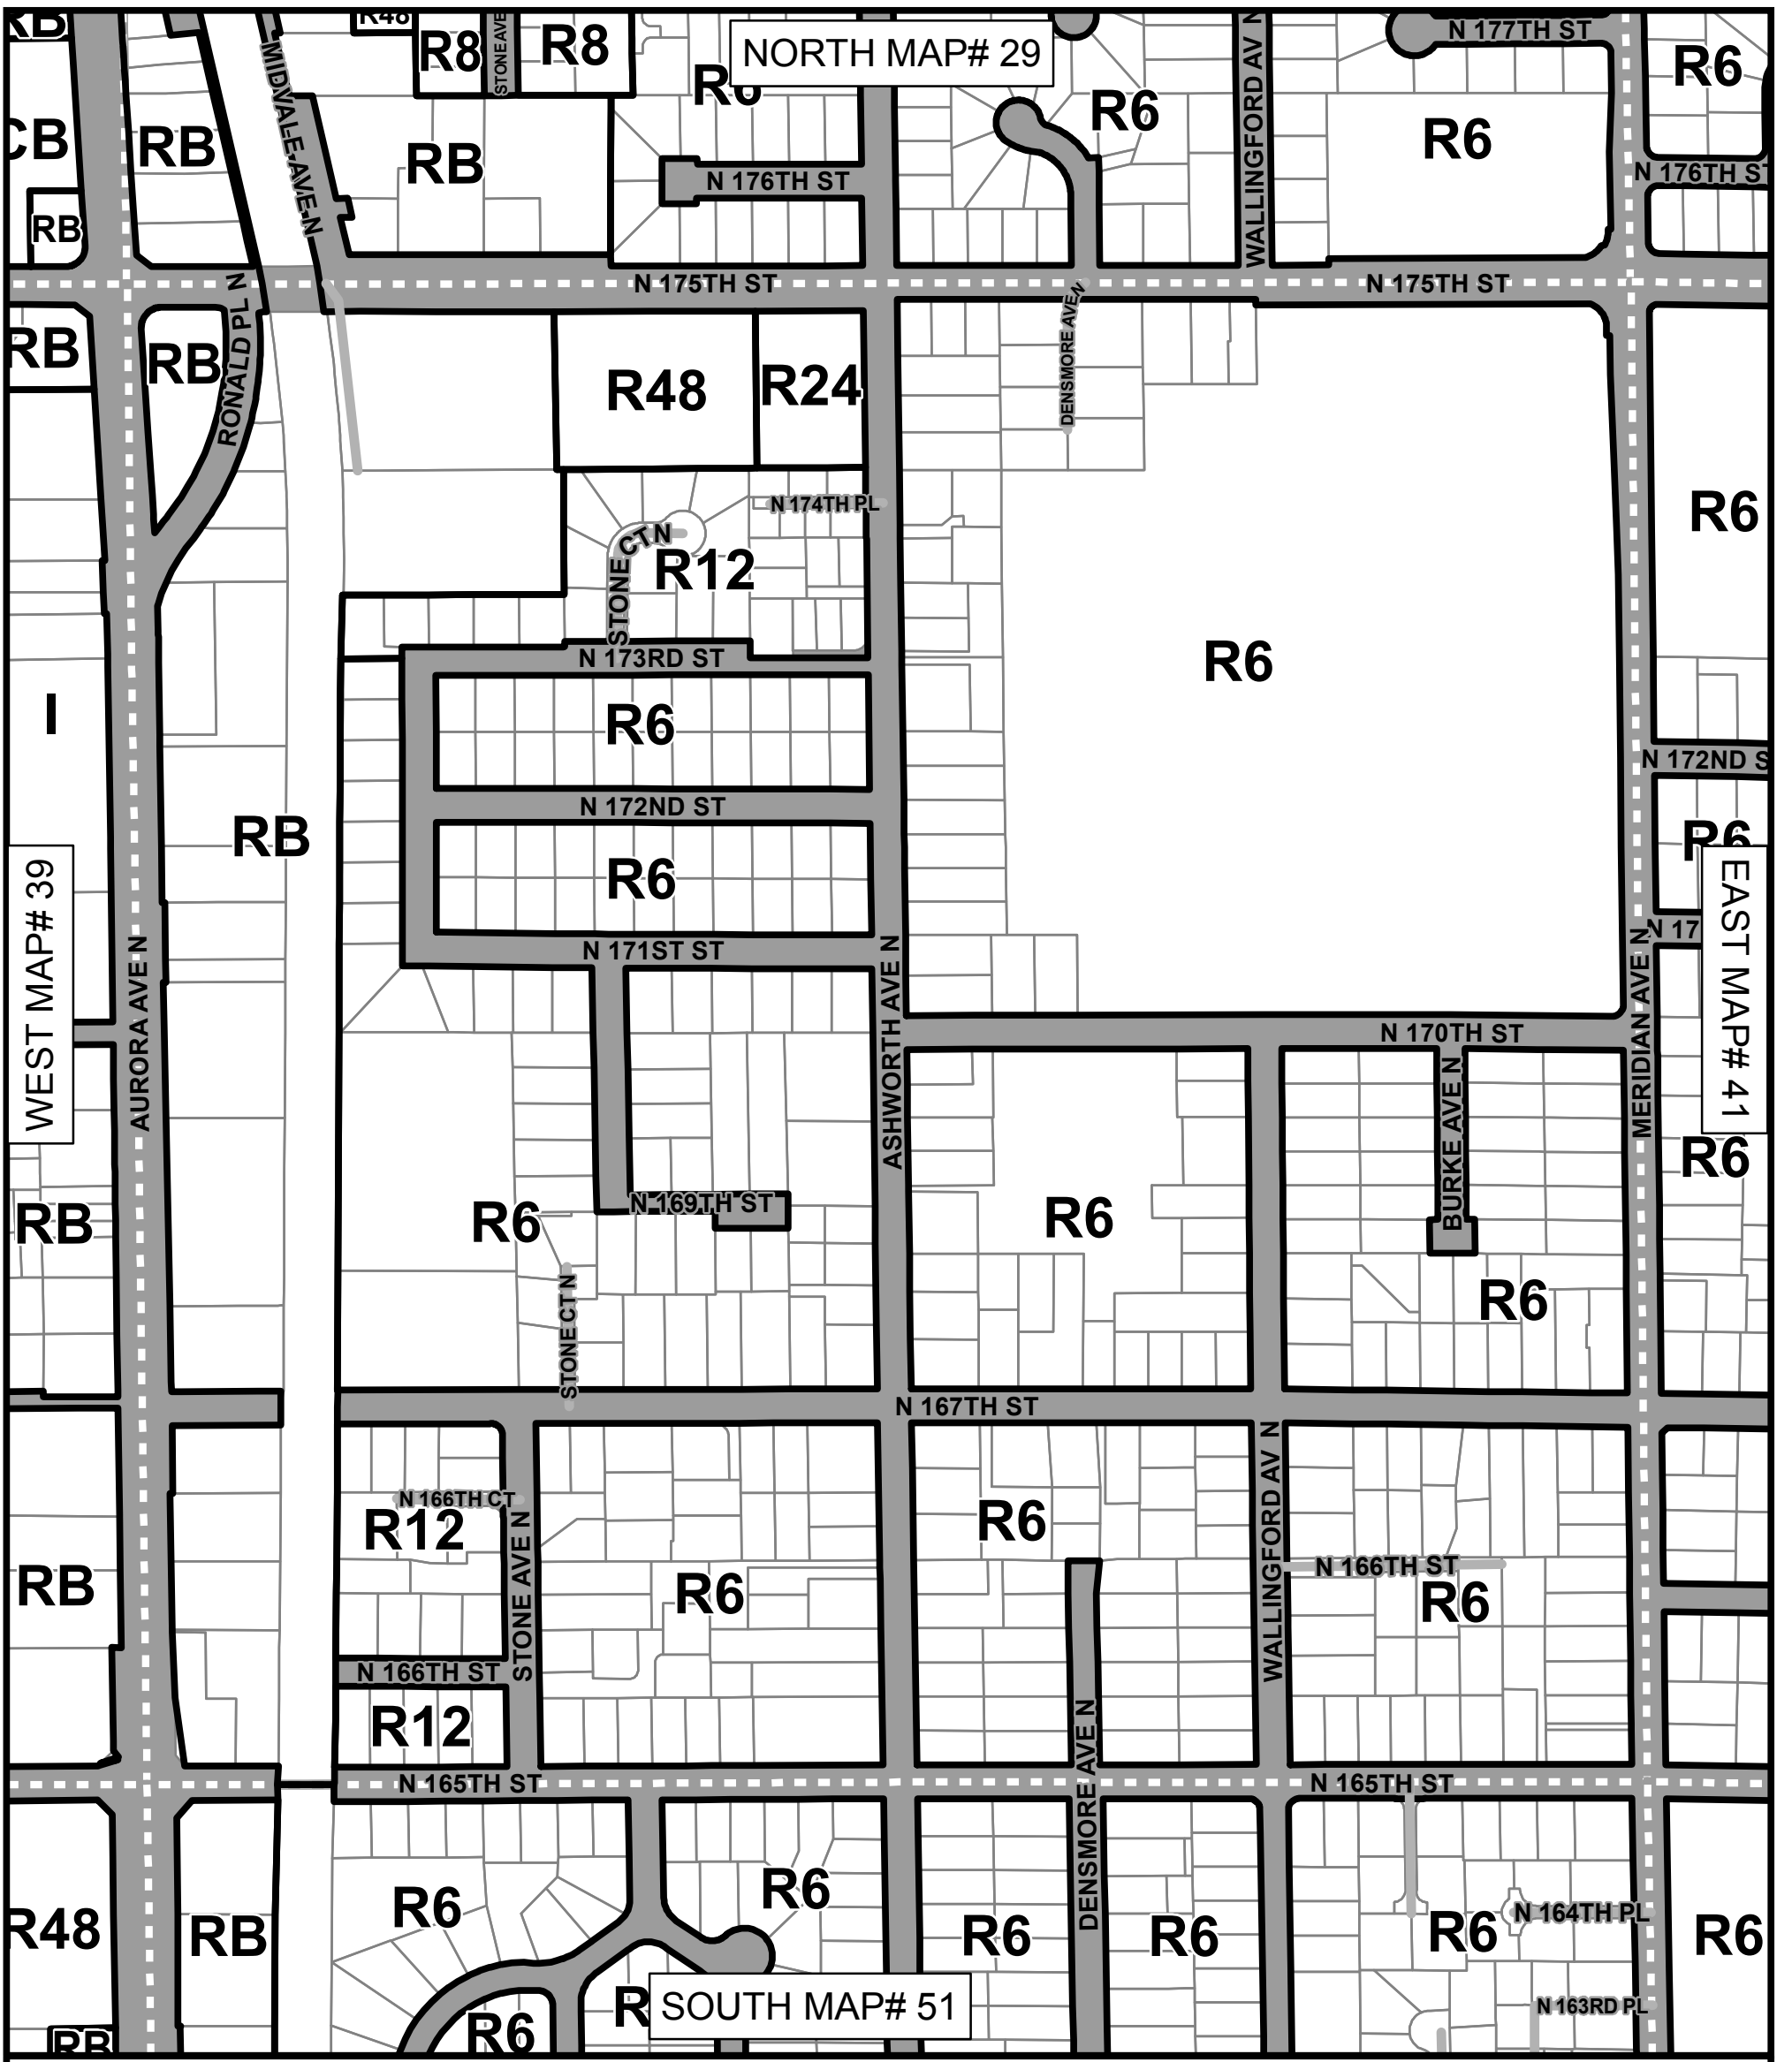 RB
R48
R8
STONE AVE
R8
NORTH MAP# 29
R6
WALLINGFORD AV N
N 177TH ST
R6
CB
RB
MIDVALE AVE N
RB
R6
R6
N 176TH ST
N 176TH ST
RB
N 175TH ST
N 175TH ST
RONALD PL N
DENSMORE AVE N
RB
RB
R48
R24
R6
N 174TH PL
STONE CT N
R12
N 173RD ST
R6
I
R6
N 172ND ST
N 172ND S
RB
R6
R6
WEST MAP# 39
EAST MAP# 41
N 171ST ST
N 17
AURORA AVE N
ASHWORTH AVE N
MERIDIAN AVE N
N 170TH ST
BURKE AVE N
R6
RB
R6
N 169TH ST
R6
R6
STONE CT N
N 167TH ST
N 166TH CT
R12
STONE AVE N
R6
WALLINGFORD AV N
N 166TH ST
RB
R6
R6
N 166TH ST
R12
DENSMORE AVE N
N 165TH ST
N 165TH ST
R48
RB
R6
R6
R6
R6
R6
N 164TH PL
R6
R
SOUTH MAP# 51
N 163RD PL
RB
R6